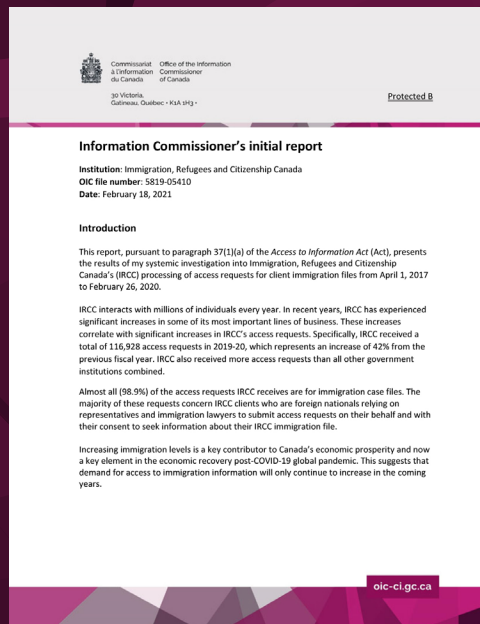 Commissariat
à l'information
du Canada
Office of the Information
Commissioner
of Canada
30 Victoria,
Gatineau, Québec • K1A 1H3 •
Protected B
Information Commissioner's initial report
Institution: Immigration, Refugees and Citizenship Canada
OIC file number: 5819-05410
Date: February 18, 2021
Introduction
This report, pursuant to paragraph 37(1)(a) of the Access to Information Act (Act), presents
the results of my systemic investigation into Immigration, Refugees and Citizenship
Canada's (IRCC) processing of access requests for client immigration files from April 1, 2017
to February 26, 2020.
IRCC interacts with millions of individuals every year. In recent years, IRCC has experienced
significant increases in some of its most important lines of business. These increases
correlate with significant increases in IRCC's access requests. Specifically, IRCC received a
total of 116,928 access requests in 2019-20, which represents an increase of 42% from the
previous fiscal year. IRCC also received more access requests than all other government
institutions combined.
Almost all (98.9%) of the access requests IRCC receives are for immigration case files. The
majority of these requests concern IRCC clients who are foreign nationals relying on
representatives and immigration lawyers to submit access requests on their behalf and with
their consent to seek information about their IRCC immigration file.
Increasing immigration levels is a key contributor to Canada's economic prosperity and now
a key element in the economic recovery post-COVID-19 global pandemic. This suggests that
demand for access to immigration information will only continue to increase in the coming
years.
oic-ci.gc.ca